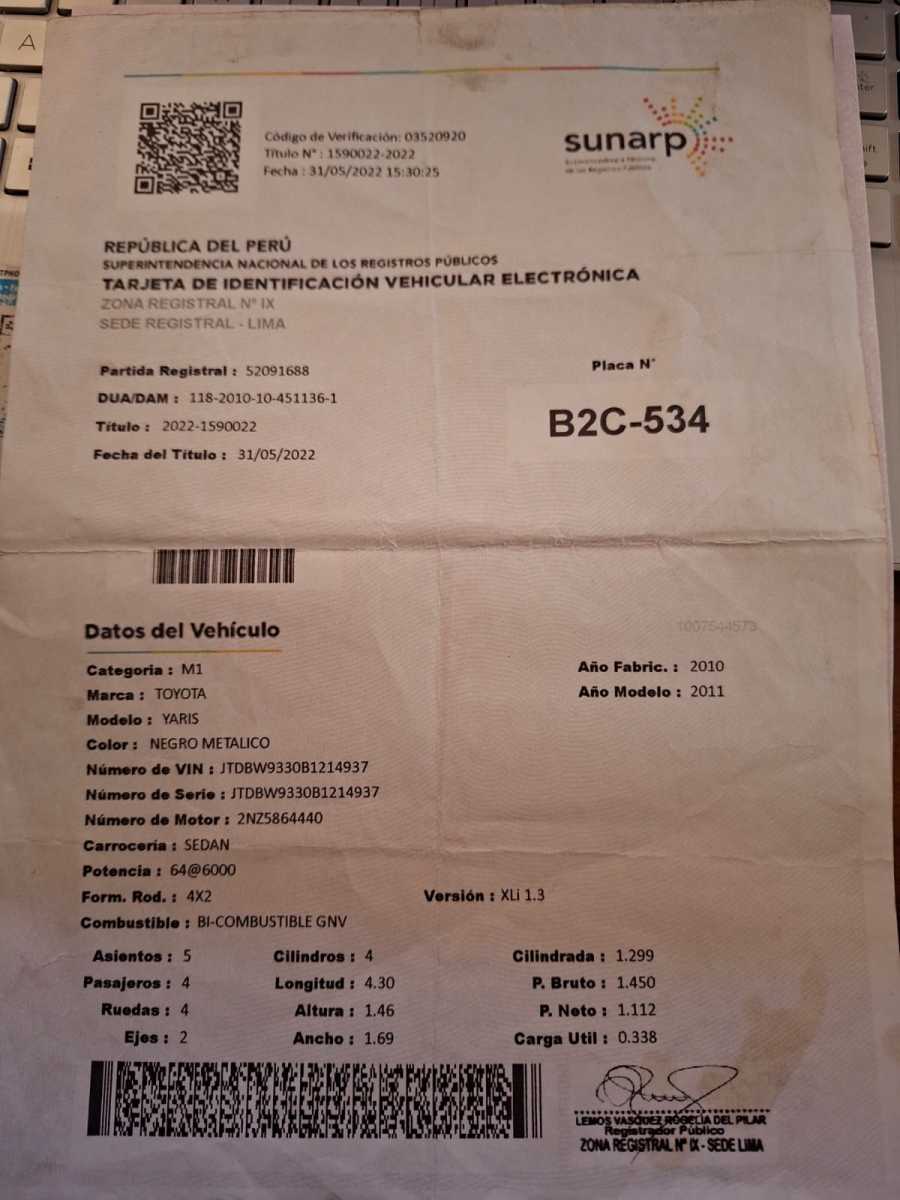 Código de Verificación: 03520920
Título N° : 1590022-2022
Fecha : 31/05/2022 15:30:25
sunarp
REPÚBLICA DEL PERÚ
SUPERINTENDENCIA NACIONAL DE LOS REGISTROS PÚBLICOS
TARJETA DE IDENTIFICACIÓN VEHICULAR ELECTRÓNICA
ZONA REGISTRAL N° IX
SEDE REGISTRAL - LIMA
Partida Registral : 52091688
DUA/DAM : 118-2010-10-451136-1
Título : 2022-1590022
Fecha del Título : 31/05/2022
Placa N°
B2C-534
Datos del Vehículo
1007544573
Categoria : M1
Marca : TOYOTA
Modelo : YARIS
Color : NEGRO METALICO
Número de VIN : JTDBW9330B1214937
Número de Serie : JTDBW9330B1214937
Número de Motor : 2NZ5864440
Carrocería : SEDAN
Potencia : 64@6000
Form. Rod. : 4X2
Combustible : BI-COMBUSTIBLE GNV
Año Fabric. : 2010
Año Modelo : 2011
Versión : XLi 1.3
Asientos : 5 Cilindros : 4 Cilindrada : 1.299
Pasajeros : 4 Longitud : 4.30 P. Bruto : 1.450
Ruedas : 4 Altura : 1.46 P. Neto : 1.112
Ejes : 2 Ancho : 1.69 Carga Util : 0.338
LEMOS VASQUEZ ROGELIA DEL PILAR
Registrador Público
ZONA REGISTRAL N° IX - SEDE LIMA
A